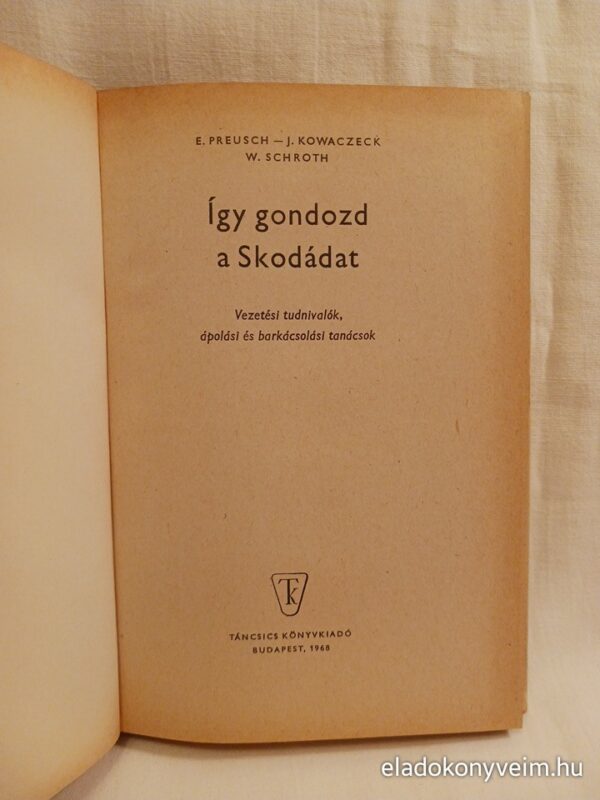 E. PREUSCH — J. KOWACZECK
W. SCHROTH
Így gondozd
a Skodádat
Vezetési tudnivalók,
ápolási és barkácsolási tanácsok
Tk
TÁNCSICS KÖNYVKIADÓ
BUDAPEST, 1968
eladokonyveim.hu